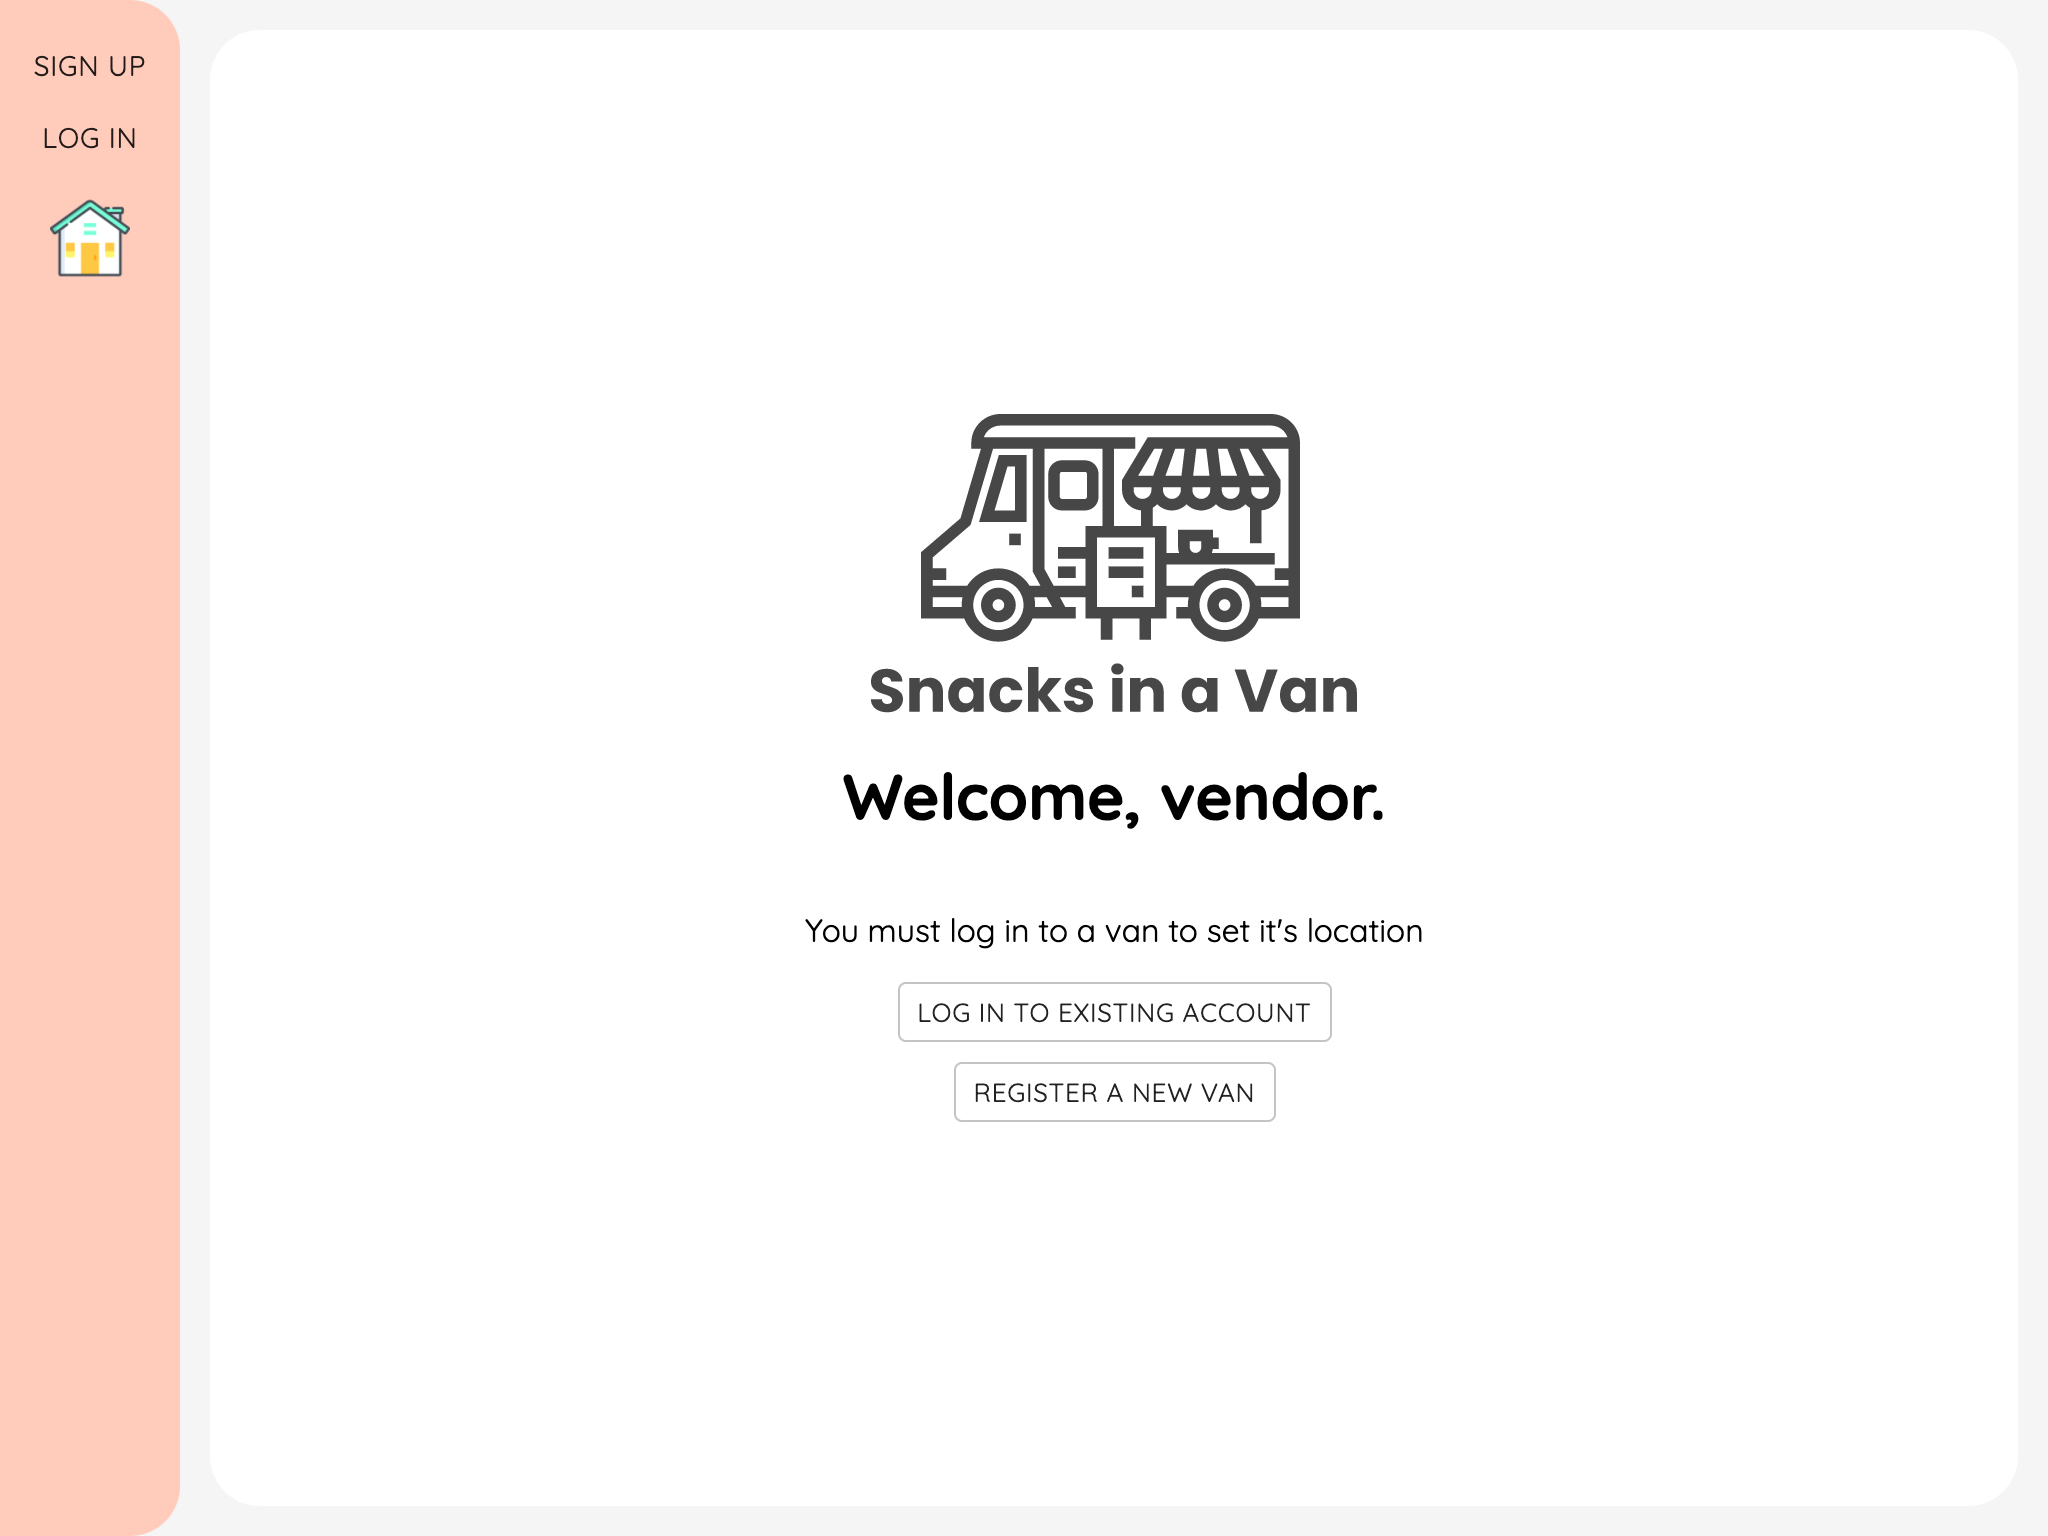 SIGN UP
LOG IN
Snacks in a Van
Welcome, vendor.
You must log in to a van to set it's location
LOG IN TO EXISTING ACCOUNT
REGISTER A NEW VAN